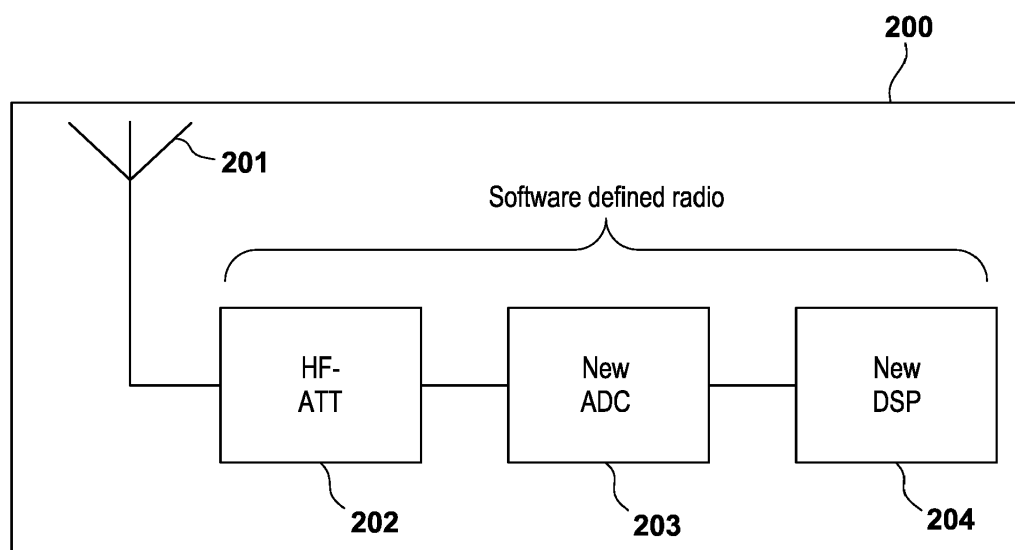 200
201
Software defined radio
HF-
ATT
New
ADC
New
DSP
202
203
204